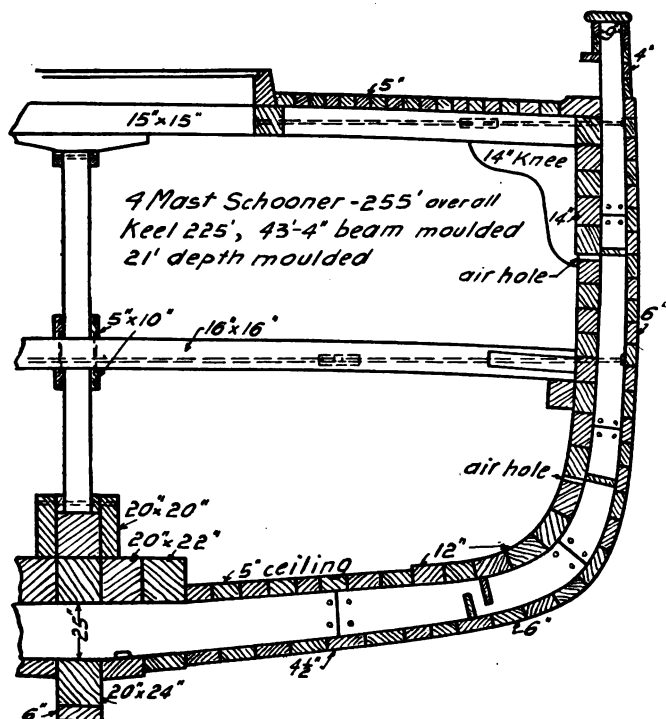 4"
5"
15"x15"
14" Knee
4 Mast Schooner - 255' overall
Keel 225', 43'-4" beam moulded
21' depth moulded
14"
air hole
6"
5"x10"
16"x16"
air hole
20"x20"
20"x22"
12"
5" ceiling
25"
6"
4½"
20"x24"
6"